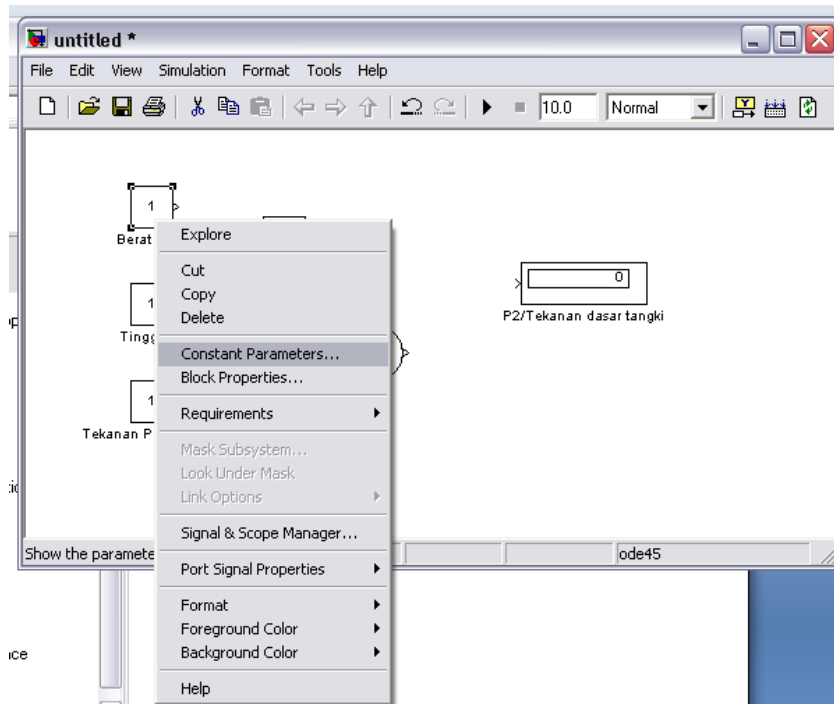 untitled *
File Edit View Simulation Format Tools Help
10.0 Normal
1
Berat
1
Tingg
1
Tekanan P
0
P2/Tekanan dasar tangki
Explore
Cut
Copy
Delete
Constant Parameters...
Block Properties...
Requirements
Mask Subsystem...
Look Under Mask
Link Options
Signal & Scope Manager...
Port Signal Properties
Format
Foreground Color
Background Color
Help
Show the paramete
ode45